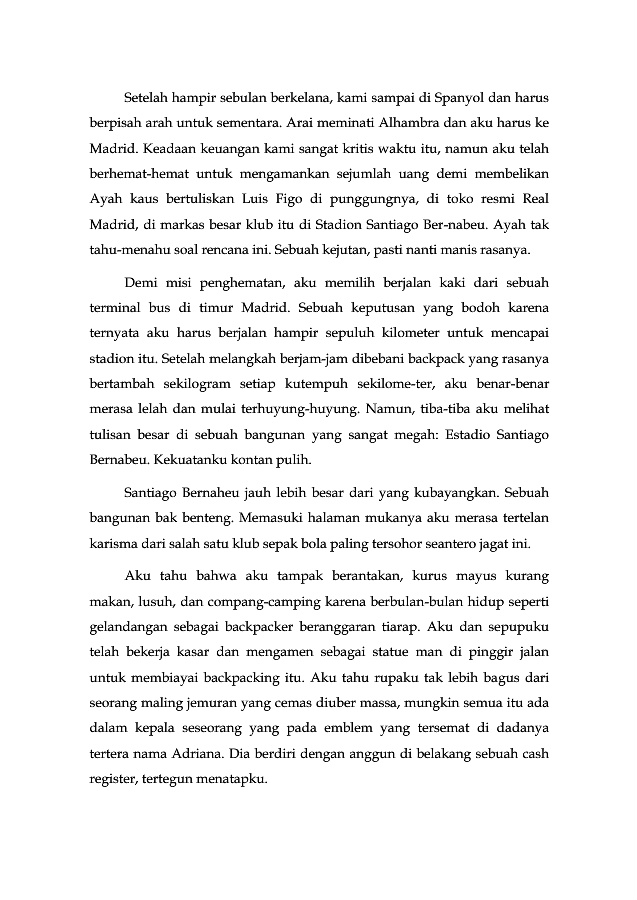 Setelah hampir sebulan berkelana, kami sampai di Spanyol dan harus
berpisah arah untuk sementara. Arai meminati Alhambra dan aku harus ke
Madrid. Keadaan keuangan kami sangat kritis waktu itu, namun aku telah
berhemat-hemat untuk mengamankan sejumlah uang demi membelikan
Ayah kaus bertuliskan Luis Figo di punggungnya, di toko resmi Real
Madrid, di markas besar klub itu di Stadion Santiago Ber-nabeu. Ayah tak
tahu-menahu soal rencana ini. Sebuah kejutan, pasti nanti manis rasanya.
Demi misi penghematan, aku memilih berjalan kaki dari sebuah
terminal bus di timur Madrid. Sebuah keputusan yang bodoh karena
ternyata aku harus berjalan hampir sepuluh kilometer untuk mencapai
stadion itu. Setelah melangkah berjam-jam dibebani backpack yang rasanya
bertambah sekilogram setiap kutempuh sekilome-ter, aku benar-benar
merasa lelah dan mulai terhuyung-huyung. Namun, tiba-tiba aku melihat
tulisan besar di sebuah bangunan yang sangat megah: Estadio Santiago
Bernabeu. Kekuatanku kontan pulih.
Santiago Bernaheu jauh lebih besar dari yang kubayangkan. Sebuah
bangunan bak benteng. Memasuki halaman mukanya aku merasa tertelan
karisma dari salah satu klub sepak bola paling tersohor seantero jagat ini.
Aku tahu bahwa aku tampak berantakan, kurus mayus kurang
makan, lusuh, dan compang-camping karena berbulan-bulan hidup seperti
gelandangan sebagai backpacker beranggaran tiarap. Aku dan sepupuku
telah bekerja kasar dan mengamen sebagai statue man di pinggir jalan
untuk membiayai backpacking itu. Aku tahu rupaku tak lebih bagus dari
seorang maling jemuran yang cemas diuber massa, mungkin semua itu ada
dalam kepala seseorang yang pada emblem yang tersemat di dadanya
tertera nama Adriana. Dia berdiri dengan anggun di belakang sebuah cash
register, tertegun menatapku.